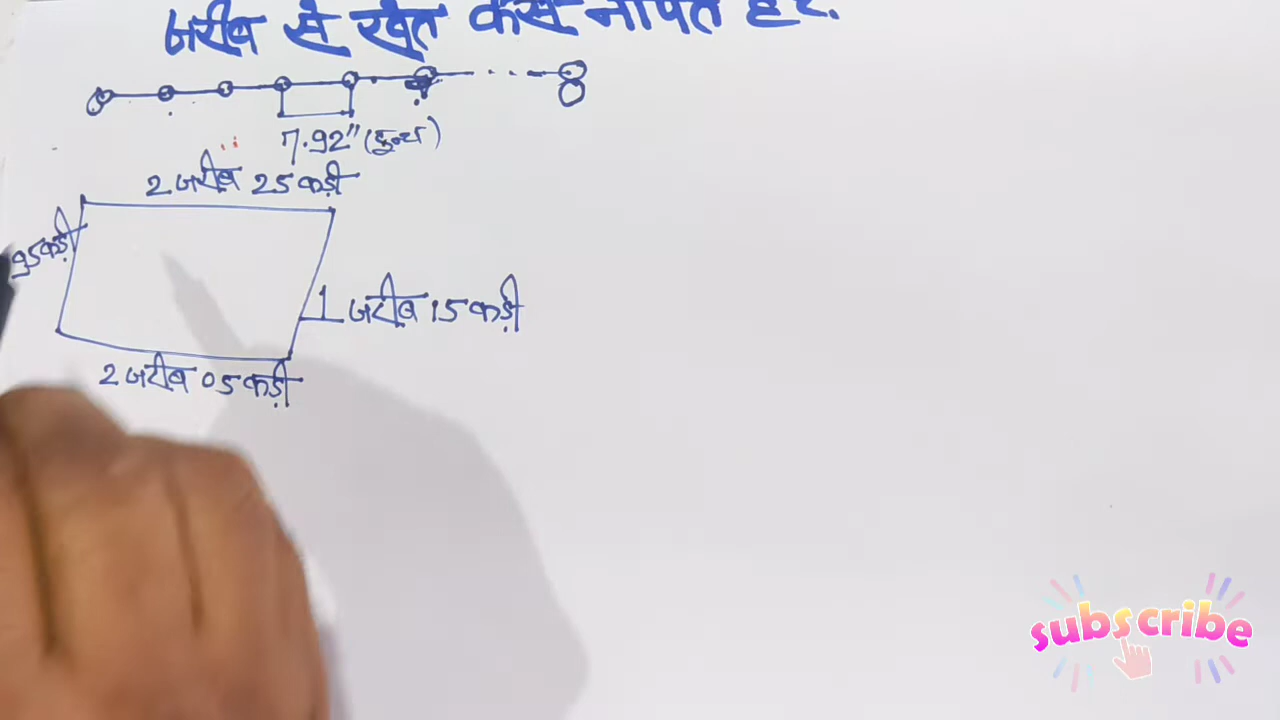 जरीब से खेत कैसे नापते हैं?
7.92" (इन्च)
2 जरीब 25 कड़ी
95 कड़ी
1 जरीब 15 कड़ी
2 जरीब 05 कड़ी
subscribe